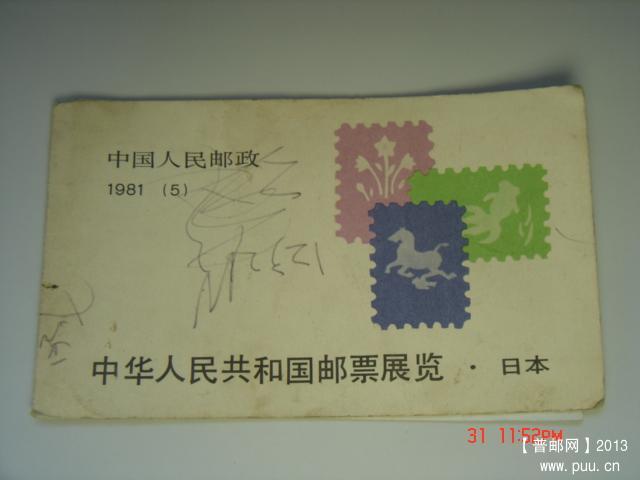 中国人民邮政
1981 (5)
中华人民共和国邮票展览 · 日本
31 11:52PM
【普邮网】2013
www.puu.cn